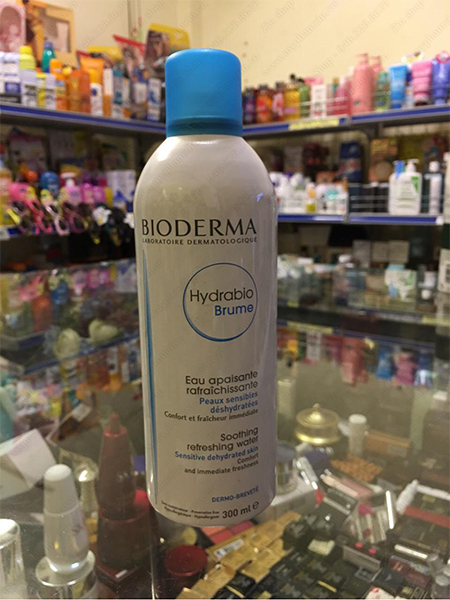 BIODERMA
LABORATOIRE DERMATOLOGIQUE
Hydrabio
Brume
Eau apaisante
rafraîchissante
Peaux sensibles
déshydratées
Confort et fraîcheur immédiate
Soothing
refreshing water
Sensitive dehydrated skin
Comfort
and immediate freshness
DERMO-BREVETÉ
300 ml e